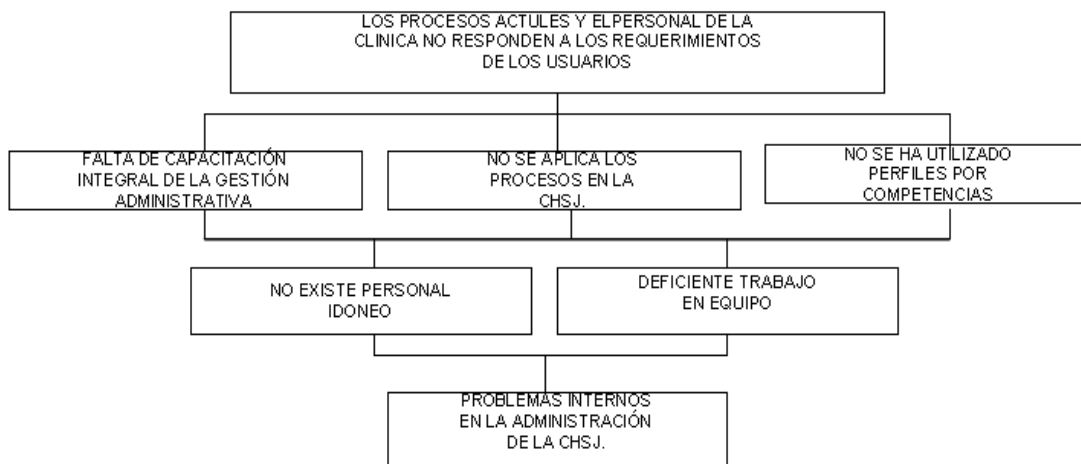 LOS PROCESOS ACTULES Y ELPERSONAL DE LA
CLINICA NO RESPONDEN A LOS REQUERIMIENTOS
DE LOS USUARIOS
FALTA DE CAPACITACIÓN
INTEGRAL DE LA GESTIÓN
ADMINISTRATIVA
NO SE APLICA LOS
PROCESOS EN LA
CHSJ.
NO SE HA UTILIZADO
PERFILES POR
COMPETENCIAS
NO EXISTE PERSONAL
IDONEO
DEFICIENTE TRABAJO
EN EQUIPO
PROBLEMAS INTERNOS
EN LA ADMINISTRACIÓN
DE LA CHSJ.